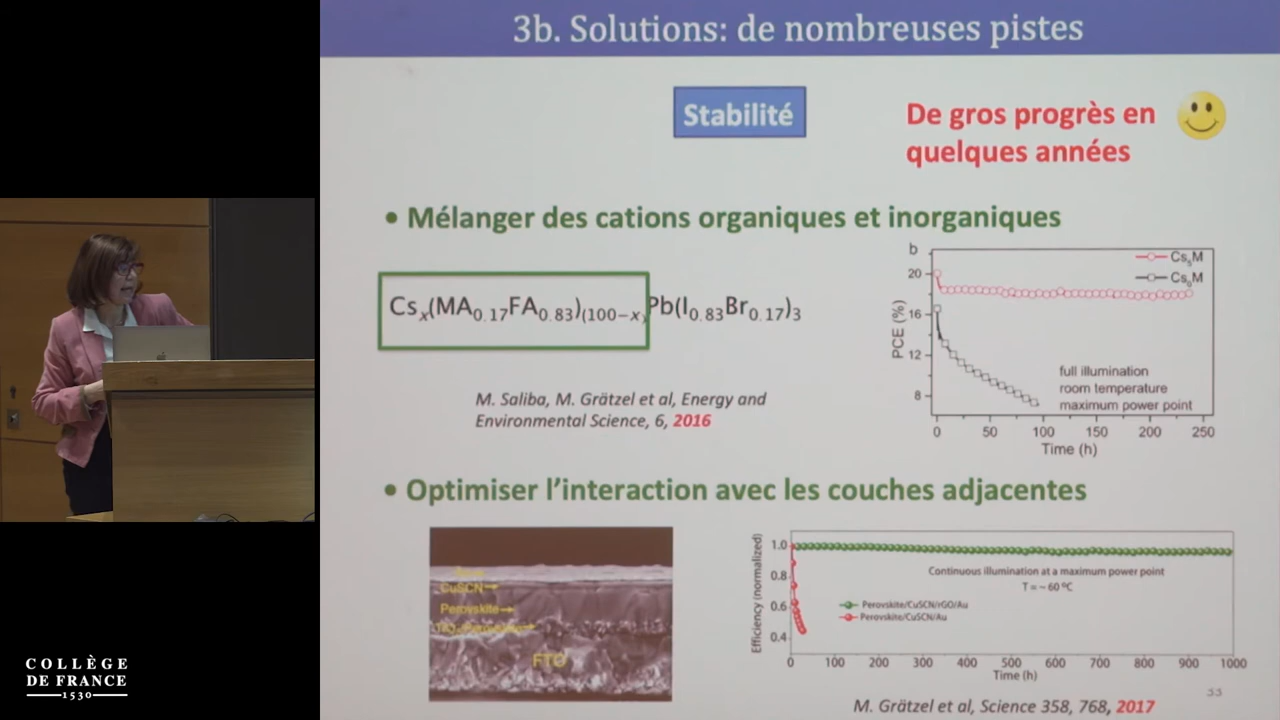 3b. Solutions: de nombreuses pistes
Stabilité
De gros progrès en
quelques années
• Mélanger des cations organiques et inorganiques
Csₓ(MA₀.₁₇FA₀.₈₃)₍₁₀₀₋ₓ₎Pb(I₀.₈₃Br₀.₁₇)₃
M. Saliba, M. Grätzel et al, Energy and
Environmental Science, 6, 2016
b
Cs₅M
Cs₀M
PCE (%)
20
16
12
8
full illumination
room temperature
maximum power point
0 50 100 150 200 250
Time (h)
• Optimiser l'interaction avec les couches adjacentes
CuSCN
Perovskite
FTO
Efficiency (normalized)
1.0
0.8
0.6
0.4
Continuous illumination at a maximum power point
T = ~ 60 ºC
Perovskite/CuSCN/rGO/Au
Perovskite/CuSCN/Au
0 100 200 300 400 500 600 700 800 900 1000
Time (h)
33
M. Grätzel et al, Science 358, 768, 2017
COLLÈGE
DE FRANCE
1530